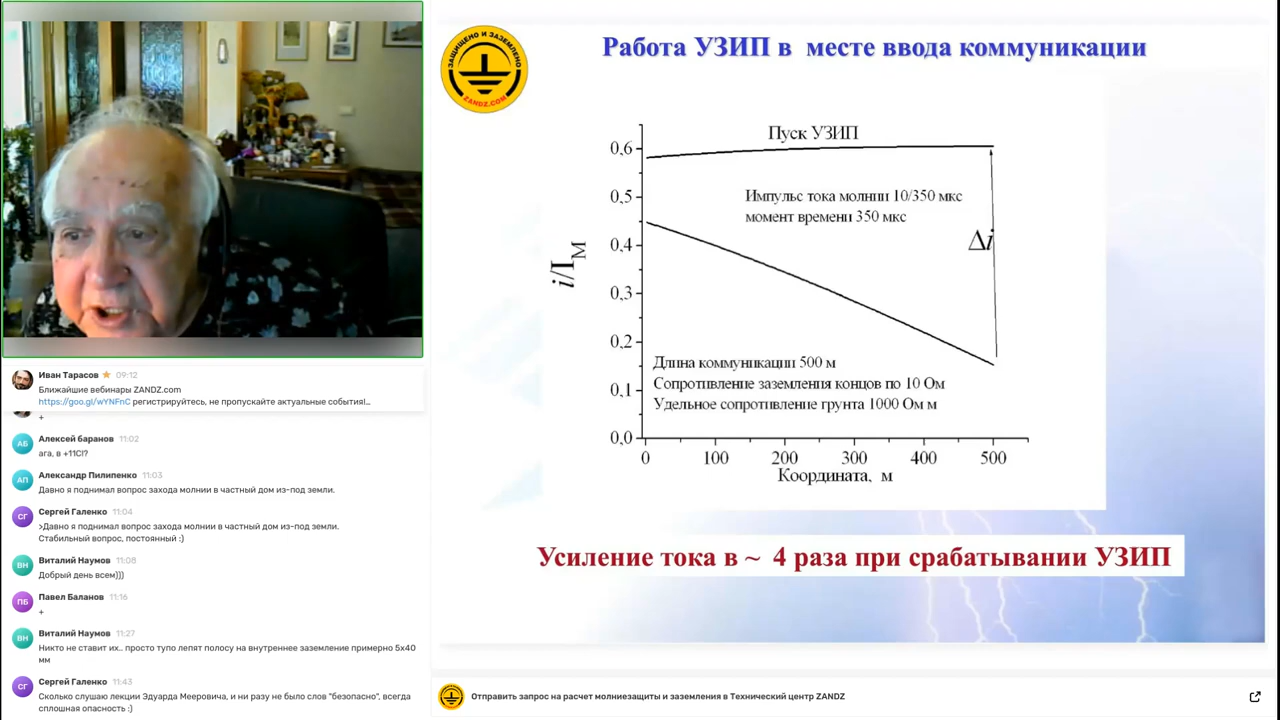 ЗАЩИЩЕНО И ЗАЗЕМЛЕНО
ZANDZ.COM
Работа УЗИП в месте ввода коммуникации
Пуск УЗИП
Импульс тока молнии 10/350 мкс
момент времени 350 мкс
Δi
i/IМ
0,6
0,5
0,4
0,3
0,2
0,1
0,0
Длина коммуникации 500 м
Сопротивление заземления концов по 10 Ом
Удельное сопротивление грунта 1000 Ом м
0 100 200 300 400 500
Координата, м
Усиление тока в ~ 4 раза при срабатывании УЗИП
Отправить запрос на расчет молниезащиты и заземления в Технический центр ZANDZ
Иван Тарасов 09:12
Ближайшие вебинары ZANDZ.com
https://goo.gl/wYNFnC регистрируйтесь, не пропускайте актуальные события!...
+
АБ Алексей баранов 11:02
ага, в +11С!?
АП Александр Пилипенко 11:03
Давно я поднимал вопрос захода молнии в частный дом из-под земли.
СГ Сергей Галенко 11:04
>Давно я поднимал вопрос захода молнии в частный дом из-под земли.
Стабильный вопрос, постоянный :)
ВН Виталий Наумов 11:08
Добрый день всем)))
ПБ Павел Баланов 11:16
+
ВН Виталий Наумов 11:27
Никто не ставит их.. просто тупо лепят полосу на внутреннее заземление примерно 5х40
мм
СГ Сергей Галенко 11:43
Сколько слушаю лекции Эдуарда Мееровича, и ни разу не было слов "безопасно", всегда
сплошная опасность :)